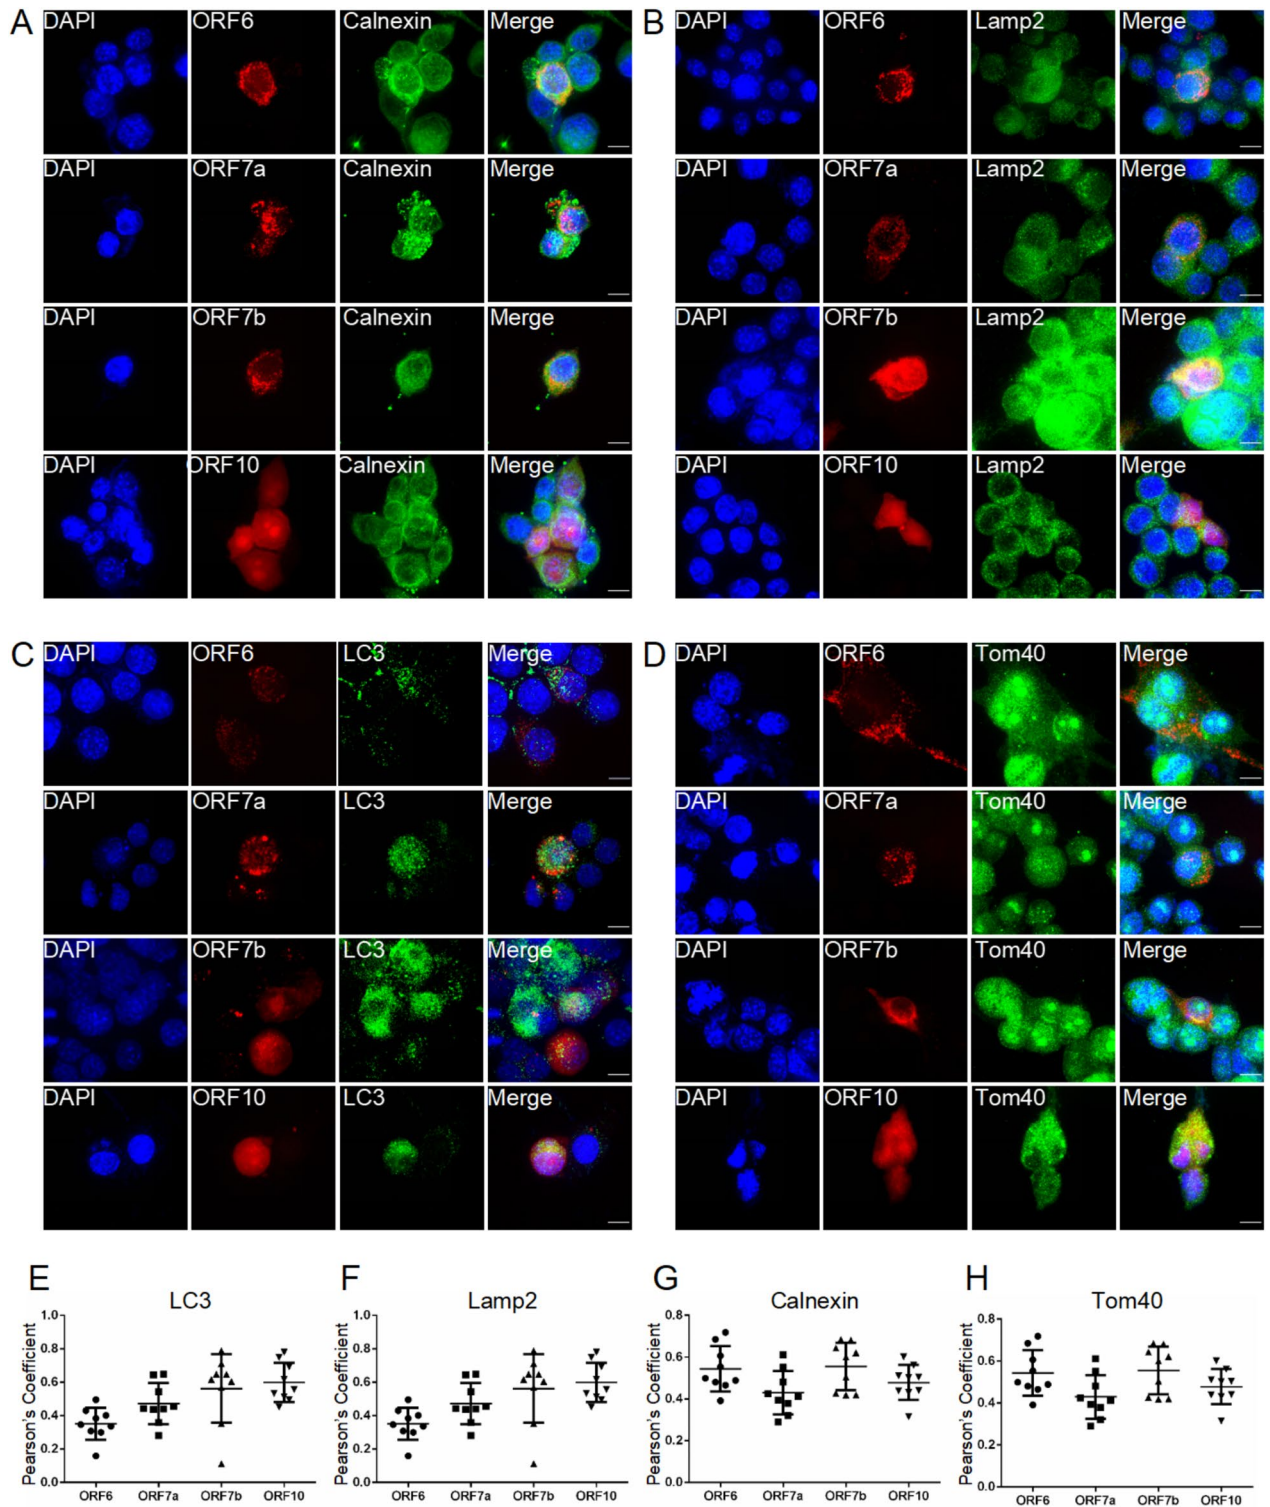 A
DAPI ORF6 Calnexin Merge
DAPI ORF7a Calnexin Merge
DAPI ORF7b Calnexin Merge
DAPI ORF10 Calnexin Merge
B
DAPI ORF6 Lamp2 Merge
DAPI ORF7a Lamp2 Merge
DAPI ORF7b Lamp2 Merge
DAPI ORF10 Lamp2 Merge
C
DAPI ORF6 LC3 Merge
DAPI ORF7a LC3 Merge
DAPI ORF7b LC3 Merge
DAPI ORF10 LC3 Merge
D
DAPI ORF6 Tom40 Merge
DAPI ORF7a Tom40 Merge
DAPI ORF7b Tom40 Merge
DAPI ORF10 Tom40 Merge
E
LC3
Pearson's Coefficient
1.0
0.8
0.6
0.4
0.2
0.0
ORF6 ORF7a ORF7b ORF10
F
Lamp2
Pearson's Coefficient
1.0
0.8
0.6
0.4
0.2
0.0
ORF6 ORF7a ORF7b ORF10
G
Calnexin
Pearson's Coefficient
0.8
0.6
0.4
0.2
0.0
ORF6 ORF7a ORF7b ORF10
H
Tom40
Pearson's Coefficient
0.8
0.6
0.4
0.2
0.0
ORF6 ORF7a ORF7b ORF10